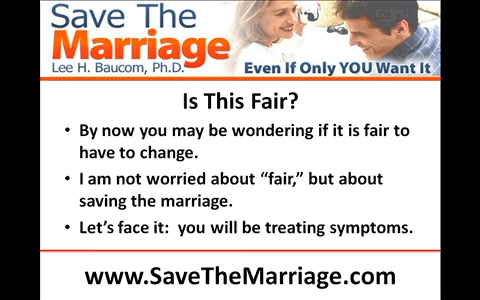 Save The
Marriage
Lee H. Baucom, Ph.D.
Even If Only YOU Want It
Is This Fair?
• By now you may be wondering if it is fair to
have to change.
• I am not worried about “fair,” but about
saving the marriage.
• Let’s face it:  you will be treating symptoms.
www.SaveTheMarriage.com